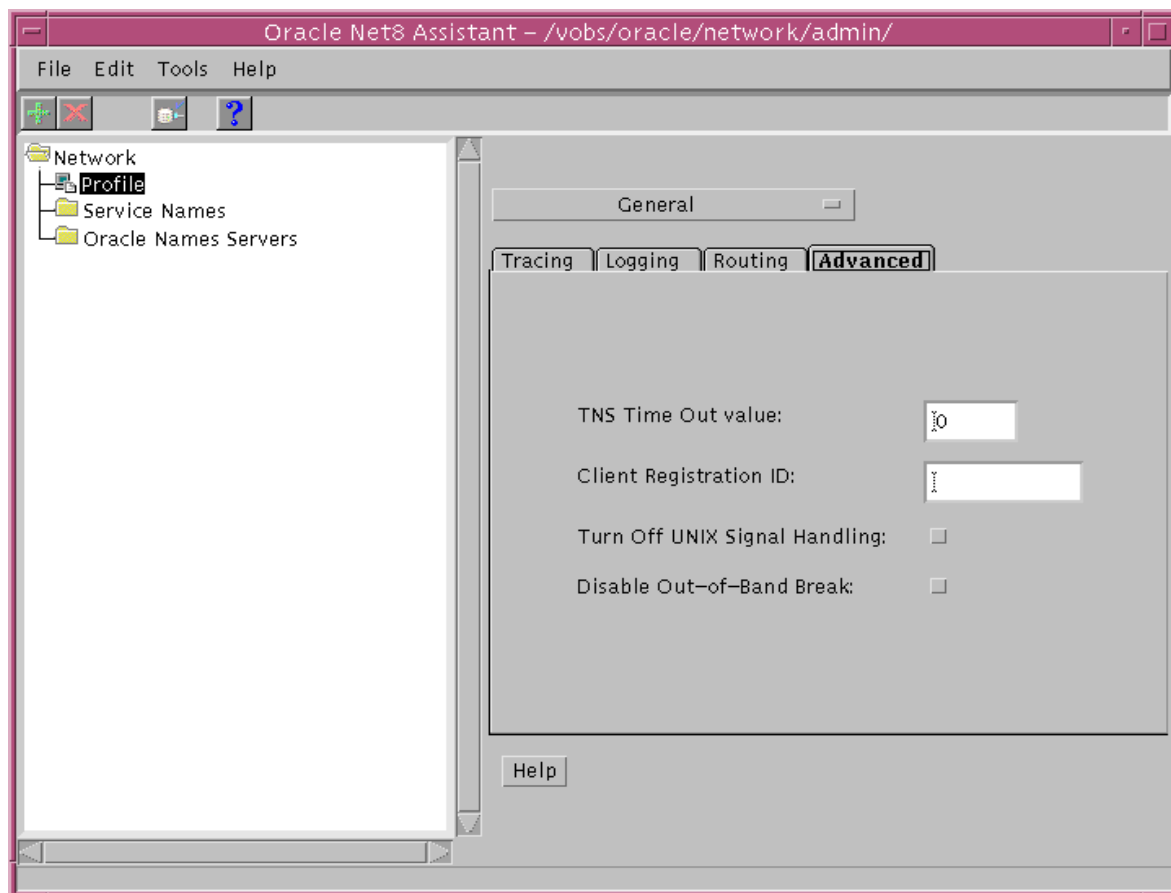 Oracle Net8 Assistant – /vobs/oracle/network/admin/
File Edit Tools Help
?
Network
Profile
Service Names
Oracle Names Servers
General
Tracing Logging Routing Advanced
TNS Time Out value: 0
Client Registration ID:
Turn Off UNIX Signal Handling:
Disable Out–of–Band Break:
Help